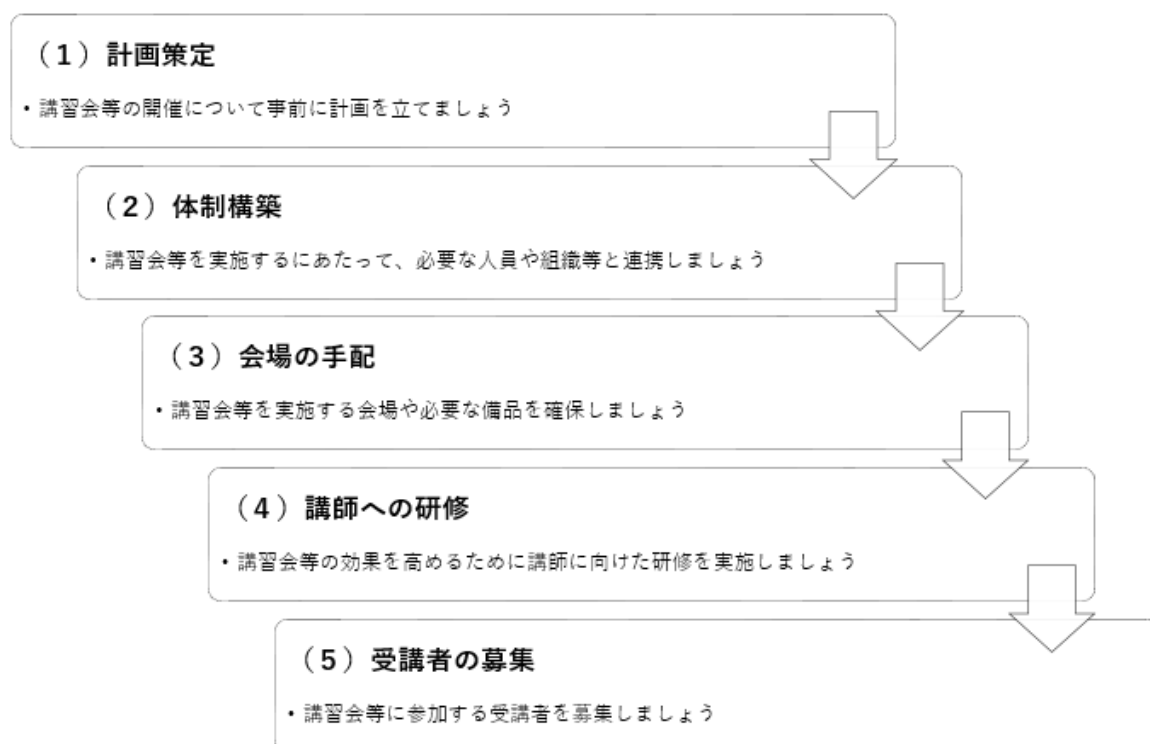 （1）計画策定
・講習会等の開催について事前に計画を立てましょう
（2）体制構築
・講習会等を実施するにあたって、必要な人員や組織等と連携しましょう
（3）会場の手配
・講習会等を実施する会場や必要な備品を確保しましょう
（4）講師への研修
・講習会等の効果を高めるために講師に向けた研修を実施しましょう
（5）受講者の募集
・講習会等に参加する受講者を募集しましょう